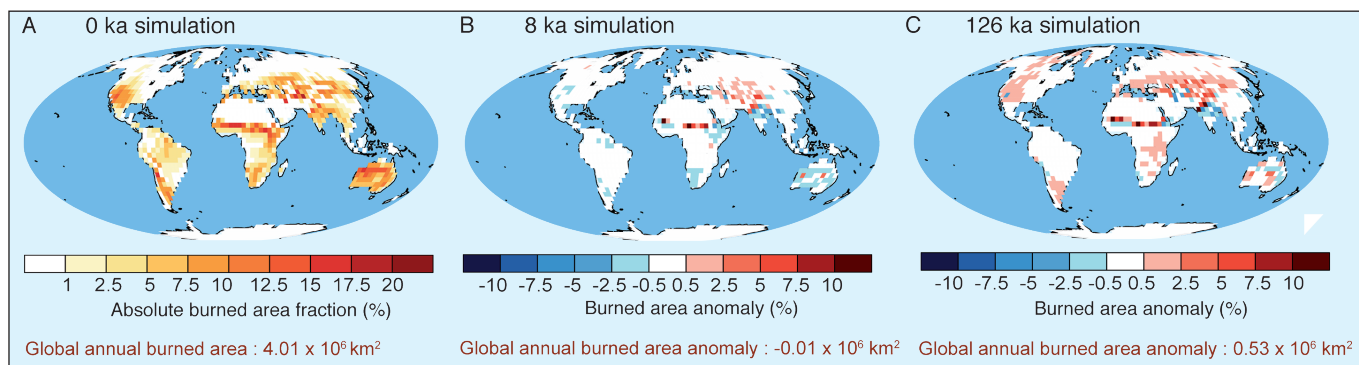 A 0 ka simulation
B 8 ka simulation
C 126 ka simulation
1 2.5 5 7.5 10 12.5 15 17.5 20
Absolute burned area fraction (%)
Global annual burned area : 4.01 x 10⁶ km²
-10 -7.5 -5 -2.5 -0.5 0.5 2.5 5 7.5 10
Burned area anomaly (%)
Global annual burned area anomaly : -0.01 x 10⁶ km²
-10 -7.5 -5 -2.5 -0.5 0.5 2.5 5 7.5 10
Burned area anomaly (%)
Global annual burned area anomaly : 0.53 x 10⁶ km²